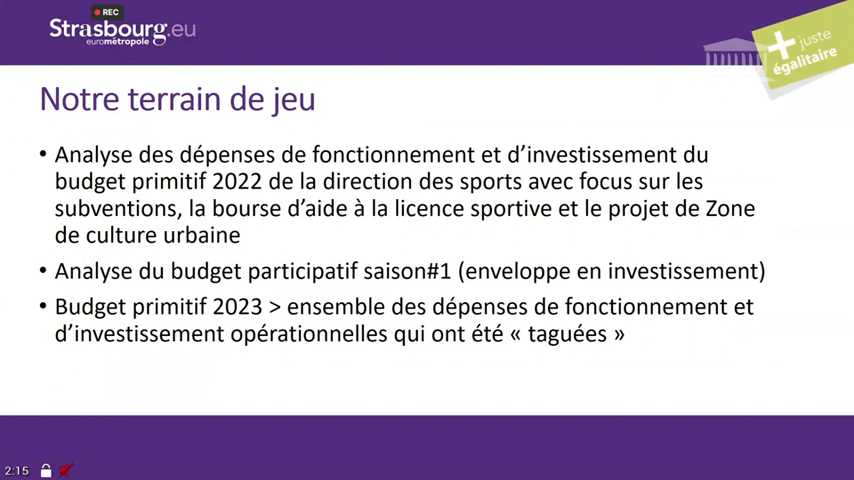 REC
Strasbourg.eu
eurométropole
+ juste
égalitaire
Notre terrain de jeu
• Analyse des dépenses de fonctionnement et d’investissement du
budget primitif 2022 de la direction des sports avec focus sur les
subventions, la bourse d’aide à la licence sportive et le projet de Zone
de culture urbaine
• Analyse du budget participatif saison#1 (enveloppe en investissement)
• Budget primitif 2023 > ensemble des dépenses de fonctionnement et
d’investissement opérationnelles qui ont été « taguées »
2:15